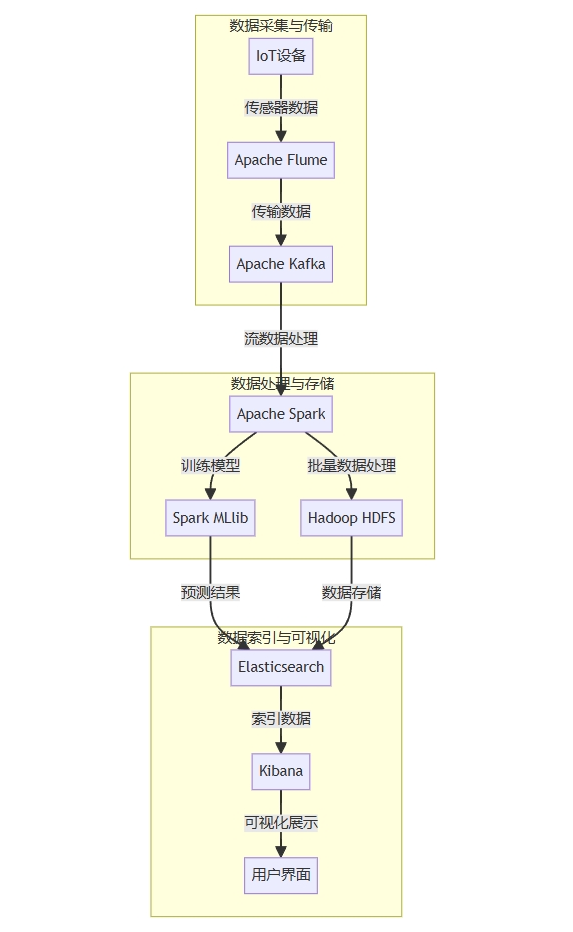 数据采集与传输
IoT设备
传感器数据
Apache Flume
传输数据
Apache Kafka
流数据处理
数据处理与存储
Apache Spark
训练模型
批量数据处理
Spark MLlib
Hadoop HDFS
预测结果
数据存储
数据索引与可视化
Elasticsearch
索引数据
Kibana
可视化展示
用户界面